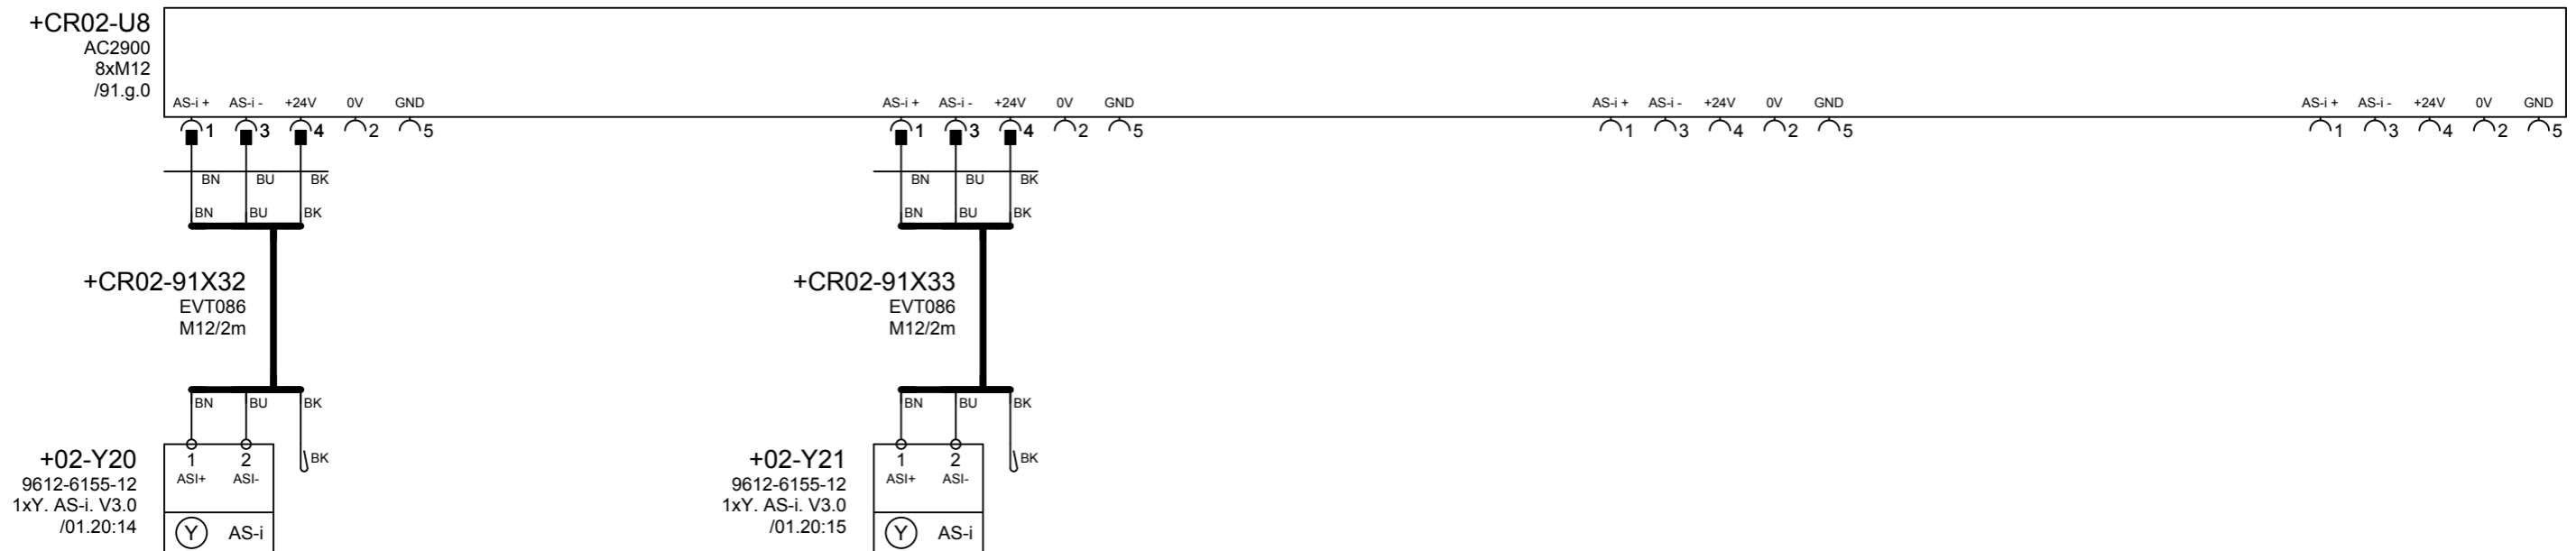 +CR02-U8
AC2900
8xM12
/91.g.0
AS-i + AS-i - +24V 0V GND
1 3 4 2 5
AS-i + AS-i - +24V 0V GND
1 3 4 2 5
AS-i + AS-i - +24V 0V GND
1 3 4 2 5
AS-i + AS-i - +24V 0V GND
1 3 4 2 5
BN BU BK
BN BU BK
+CR02-91X32
EVT086
M12/2m
BN BU BK
BK
+02-Y20
9612-6155-12
1xY. AS-i. V3.0
/01.20:14
1 2
ASI+ ASI-
Y AS-i
BN BU BK
BN BU BK
+CR02-91X33
EVT086
M12/2m
BN BU BK
BK
+02-Y21
9612-6155-12
1xY. AS-i. V3.0
/01.20:15
1 2
ASI+ ASI-
Y AS-i